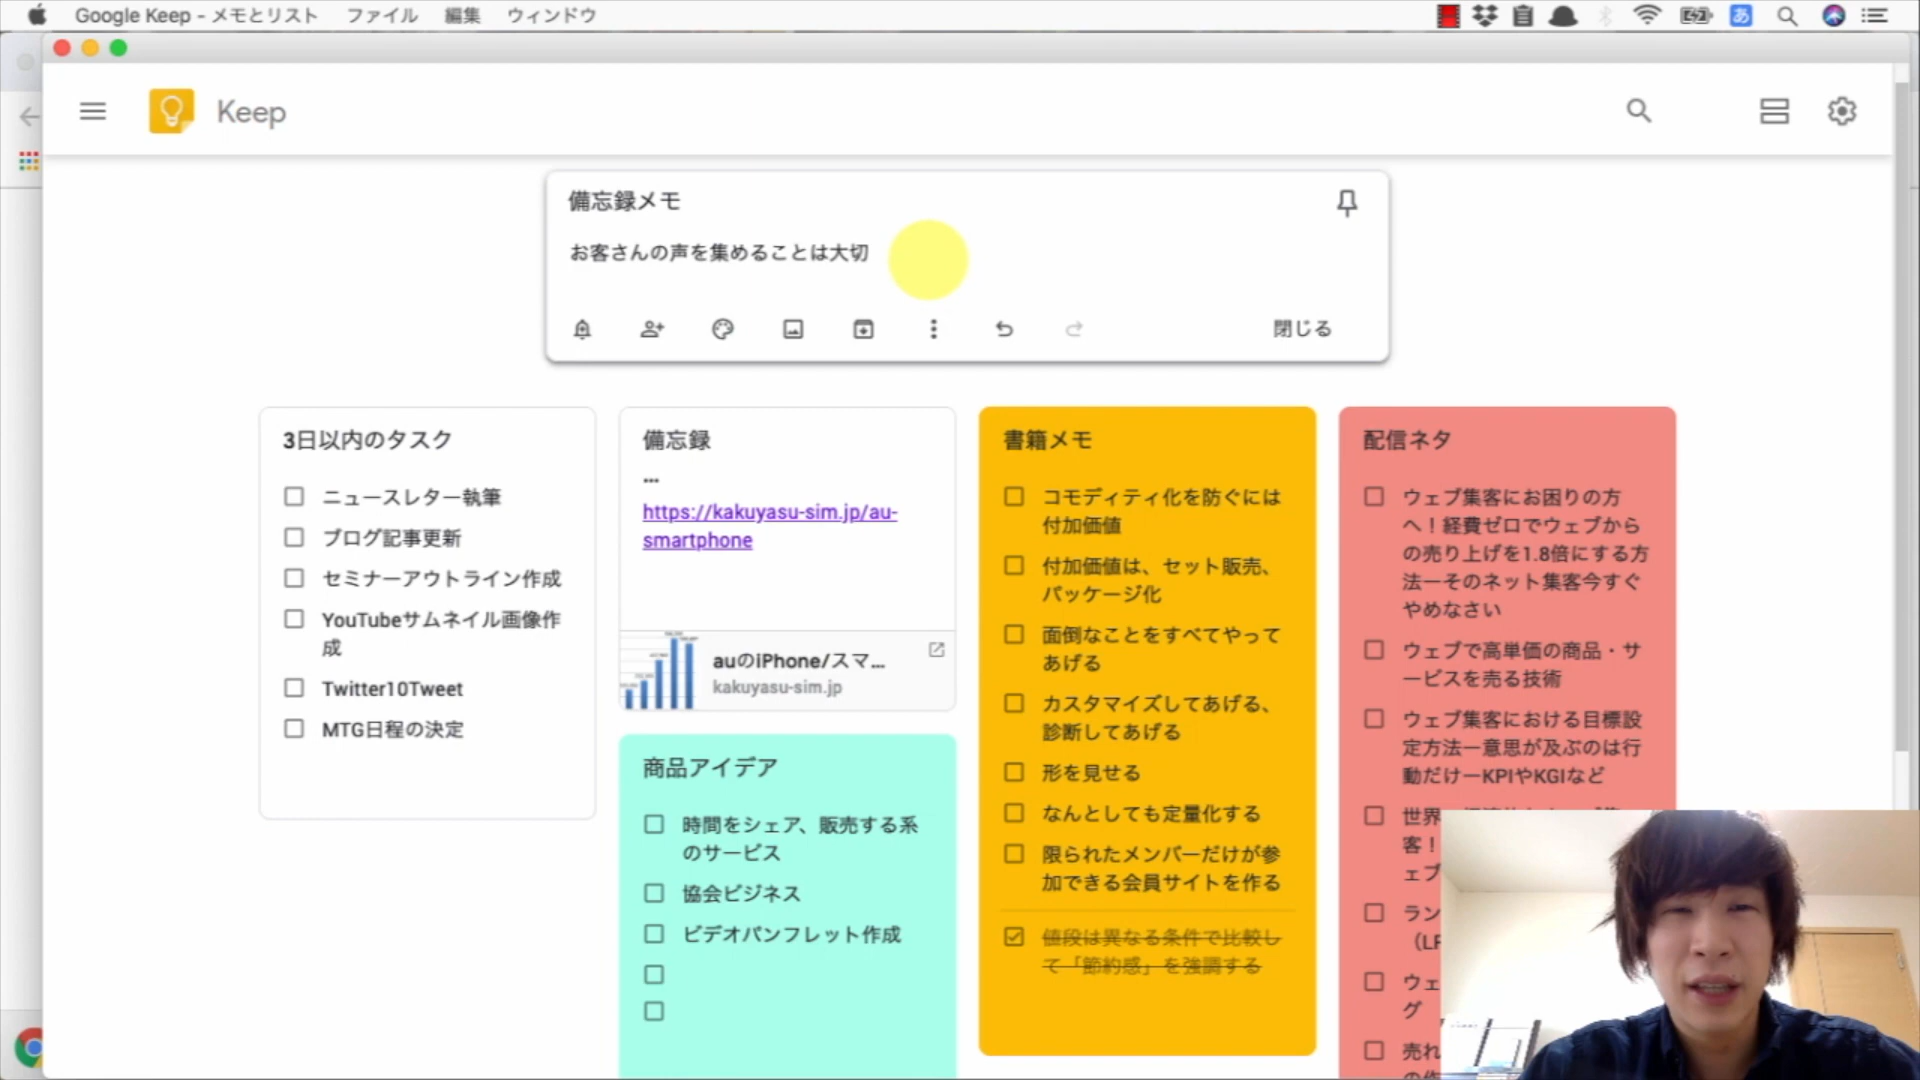 Google Keep - メモとリスト ファイル 編集 ウィンドウ
あ
Keep
備忘録メモ
お客さんの声を集めることは大切
閉じる
3日以内のタスク
ニュースレター執筆
ブログ記事更新
セミナーアウトライン作成
YouTubeサムネイル画像作
成
Twitter10Tweet
MTG日程の決定
備忘録
...
https://kakuyasu-sim.jp/au-
smartphone
auのiPhone/スマ...
kakuyasu-sim.jp
商品アイデア
時間をシェア、販売する系
のサービス
協会ビジネス
ビデオパンフレット作成
書籍メモ
コモディティ化を防ぐには
付加価値
付加価値は、セット販売、
パッケージ化
面倒なことをすべてやって
あげる
カスタマイズしてあげる、
診断してあげる
形を見せる
なんとしても定量化する
限られたメンバーだけが参
加できる会員サイトを作る
値段は異なる条件で比較し
て「節約感」を強調する
配信ネタ
ウェブ集客にお困りの方
へ！経費ゼロでウェブから
の売り上げを1.8倍にする方
法ーそのネット集客今すぐ
やめなさい
ウェブで高単価の商品・サ
ービスを売る技術
ウェブ集客における目標設
定方法ー意思が及ぶのは行
動だけーKPIやKGIなど
世界
客！
ェブ
ラン
（LF
ウェ
グ
売れ